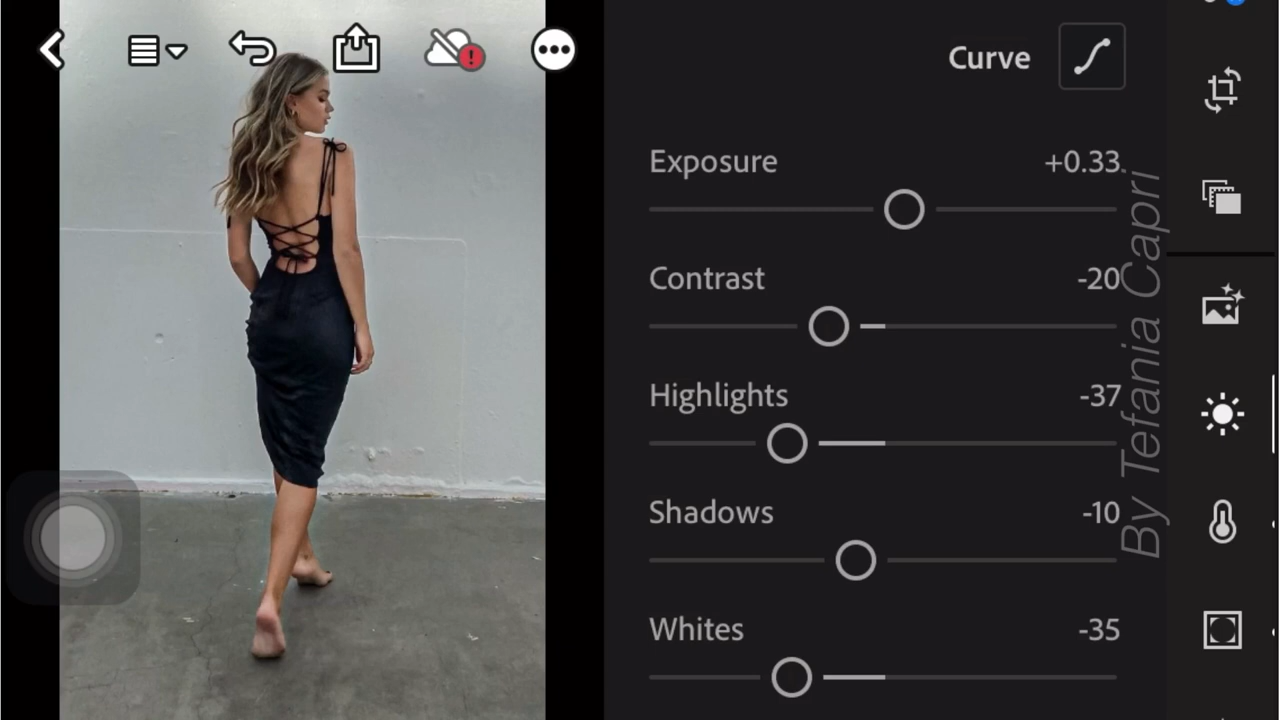 Curve
Exposure +0.33
Contrast -20
Highlights -37
Shadows -10
Whites -35
By Tefania Capri